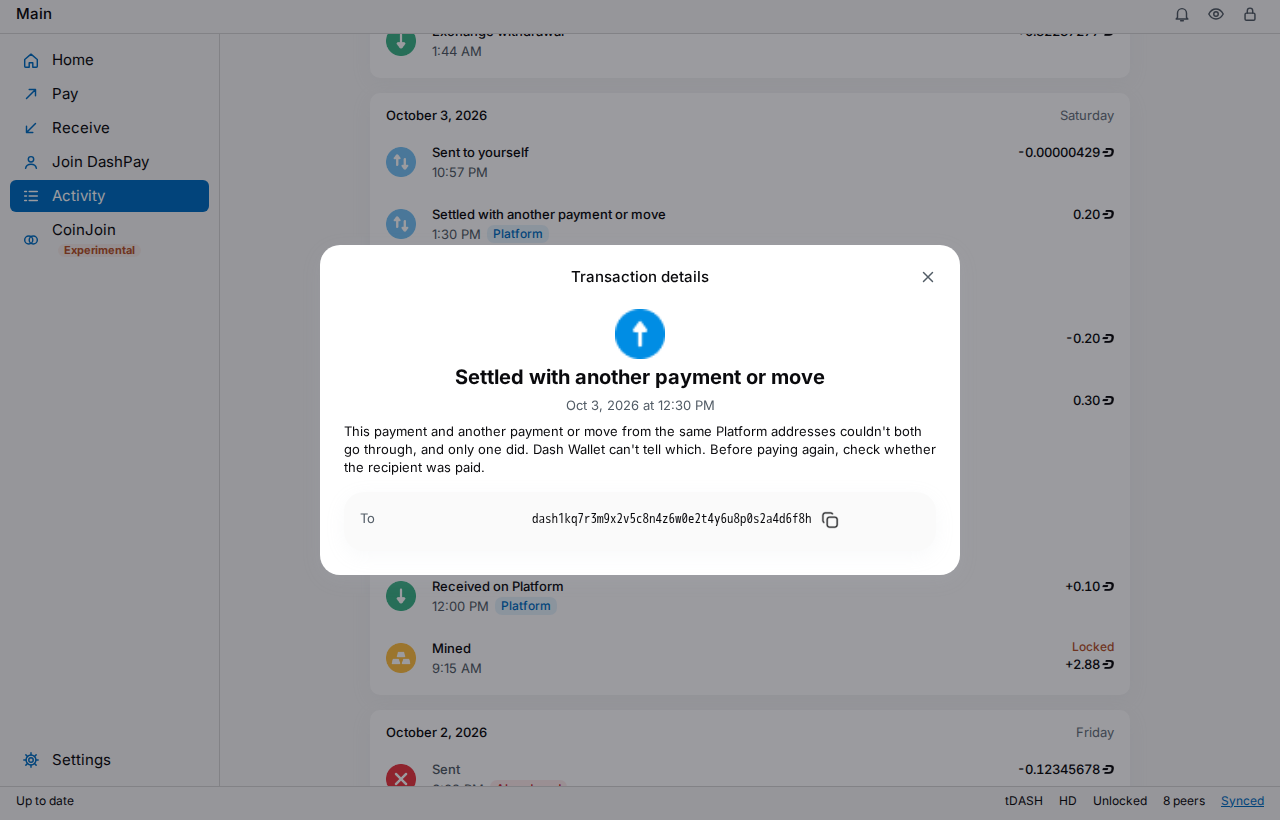 Main
Home
Pay
Receive
Join DashPay
Activity
CoinJoin
Experimental
Settings
1:44 AM
October 3, 2026 Saturday
Sent to yourself -0.00000429
10:57 PM
Settled with another payment or move 0.20
1:30 PM Platform
-0.20
0.30
Transaction details
Settled with another payment or move
Oct 3, 2026 at 12:30 PM
This payment and another payment or move from the same Platform addresses couldn't both
go through, and only one did. Dash Wallet can't tell which. Before paying again, check whether
the recipient was paid.
To dash1kq7r3m9x2v5c8n4z6w0e2t4y6u8p0s2a4d6f8h
Received on Platform +0.10
12:00 PM Platform
Mined Locked
9:15 AM +2.88
October 2, 2026 Friday
Sent -0.12345678
Up to date tDASH HD Unlocked 8 peers Synced